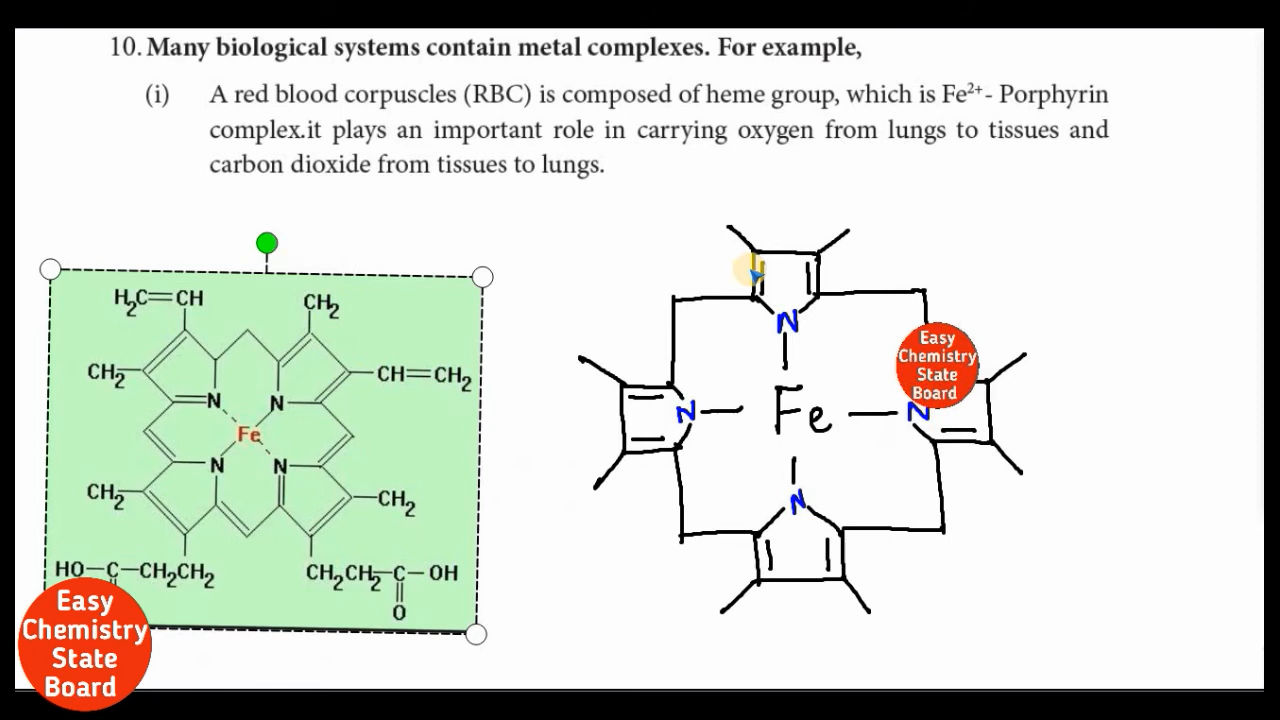 10. Many biological systems contain metal complexes. For example,
(i) A red blood corpuscles (RBC) is composed of heme group, which is Fe²⁺- Porphyrin
complex.it plays an important role in carrying oxygen from lungs to tissues and
carbon dioxide from tissues to lungs.
H₂C=CH
CH₂
CH₂
CH=CH₂
N
N
Fe
N
N
CH₂
CH₂
HO-C-CH₂CH₂
CH₂CH₂-C-OH
O
N
N
Fe
N
N
Easy
Chemistry
State
Board
Easy
Chemistry
State
Board